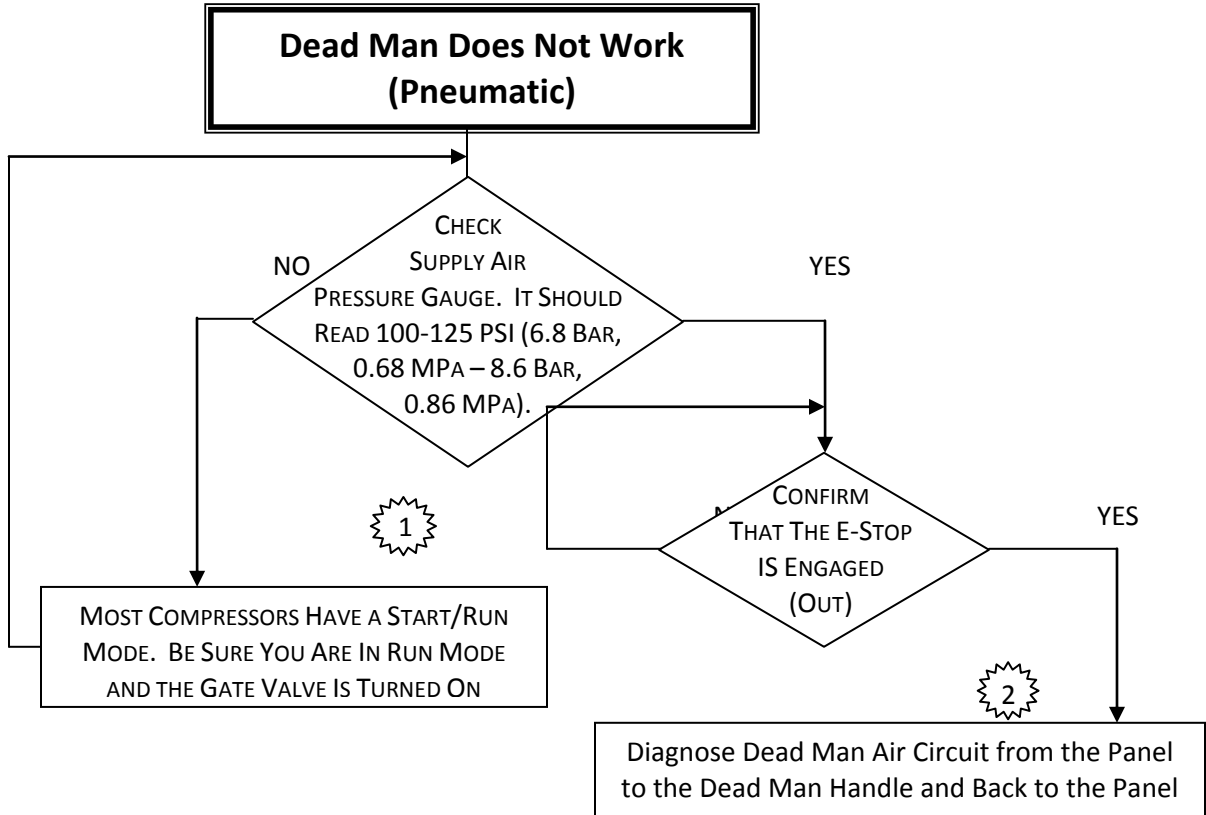 Dead Man Does Not Work
(Pneumatic)
CHECK
SUPPLY AIR
PRESSURE GAUGE. IT SHOULD
READ 100-125 PSI (6.8 BAR,
0.68 MPA – 8.6 BAR,
0.86 MPA).
NO
YES
1
MOST COMPRESSORS HAVE A START/RUN
MODE. BE SURE YOU ARE IN RUN MODE
AND THE GATE VALVE IS TURNED ON
CONFIRM
THAT THE E-STOP
IS ENGAGED
(OUT)
YES
2
Diagnose Dead Man Air Circuit from the Panel
to the Dead Man Handle and Back to the Panel